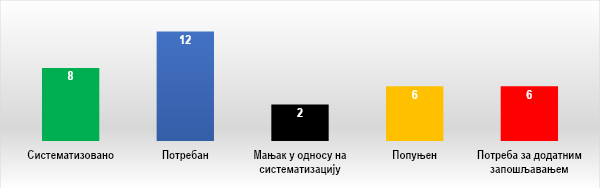 8
12
2
6
6
Систематизовано
Потребан
Мањак у односу на
систематизацију
Попуњен
Потреба за додатним
запошљавањем